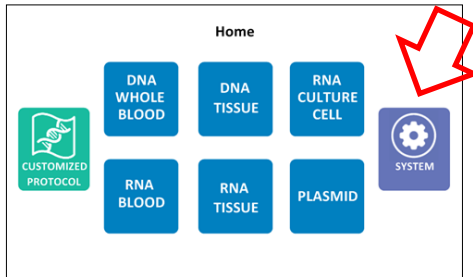 Home
DNA
WHOLE
BLOOD
DNA
TISSUE
RNA
CULTURE
CELL
CUSTOMIZED
PROTOCOL
SYSTEM
RNA
BLOOD
RNA
TISSUE
PLASMID